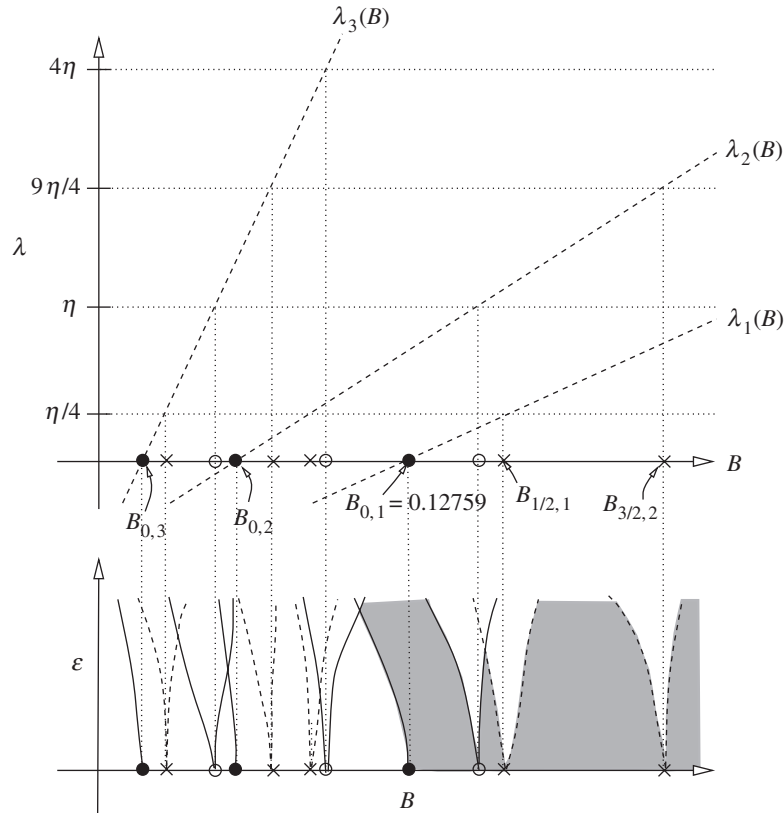 λ₃(B)
4η
λ₂(B)
9η/4
λ
η
λ₁(B)
η/4
B
B₀,₃
B₀,₂
B₀,₁ = 0.12759
B₁/₂,₁
B₃/₂,₂
ε
B